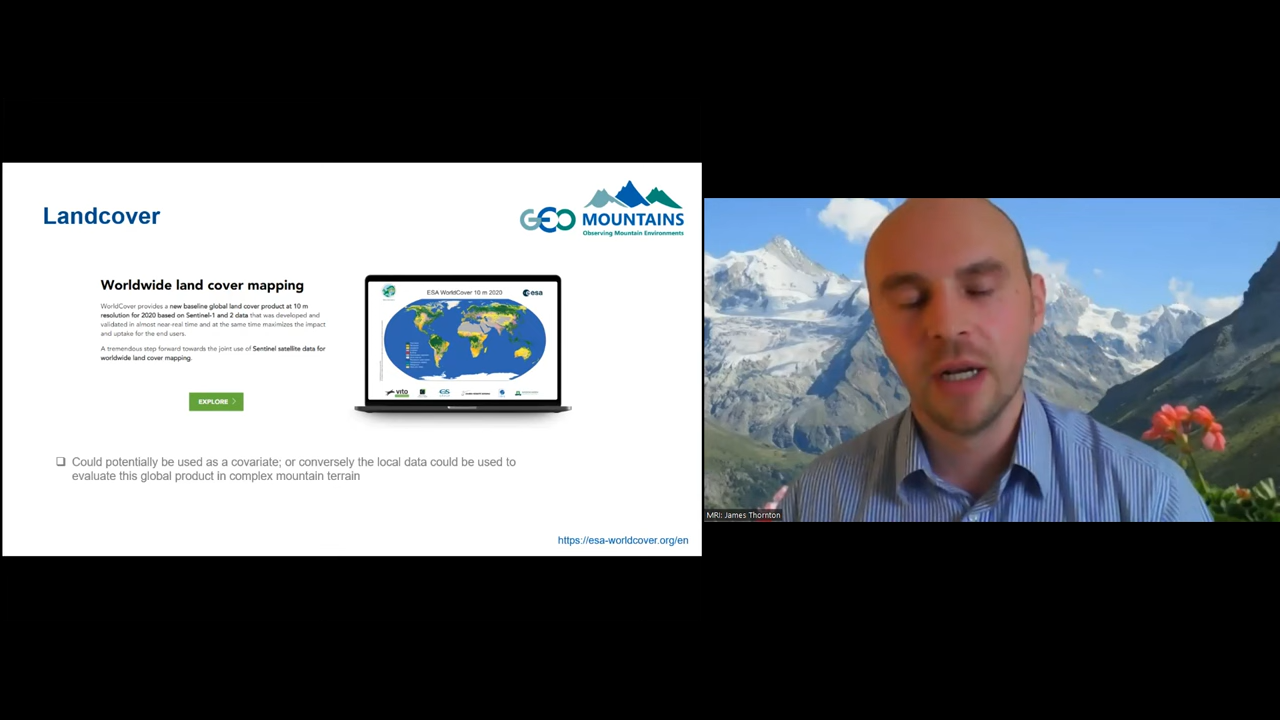 Landcover
GEO MOUNTAINS
Observing Mountain Environments
Worldwide land cover mapping
WorldCover provides a new baseline global land cover product at 10 m
resolution for 2020 based on Sentinel-1 and 2 data that was developed and
validated in almost near-real time and at the same time maximizes the impact
and uptake for the end users.
A tremendous step forward towards the joint use of Sentinel satellite data for
worldwide land cover mapping.
EXPLORE
ESA WorldCover 10 m 2020
esa
vito
❑ Could potentially be used as a covariate; or conversely the local data could be used to
evaluate this global product in complex mountain terrain
https://esa-worldcover.org/en
MRI: James Thornton